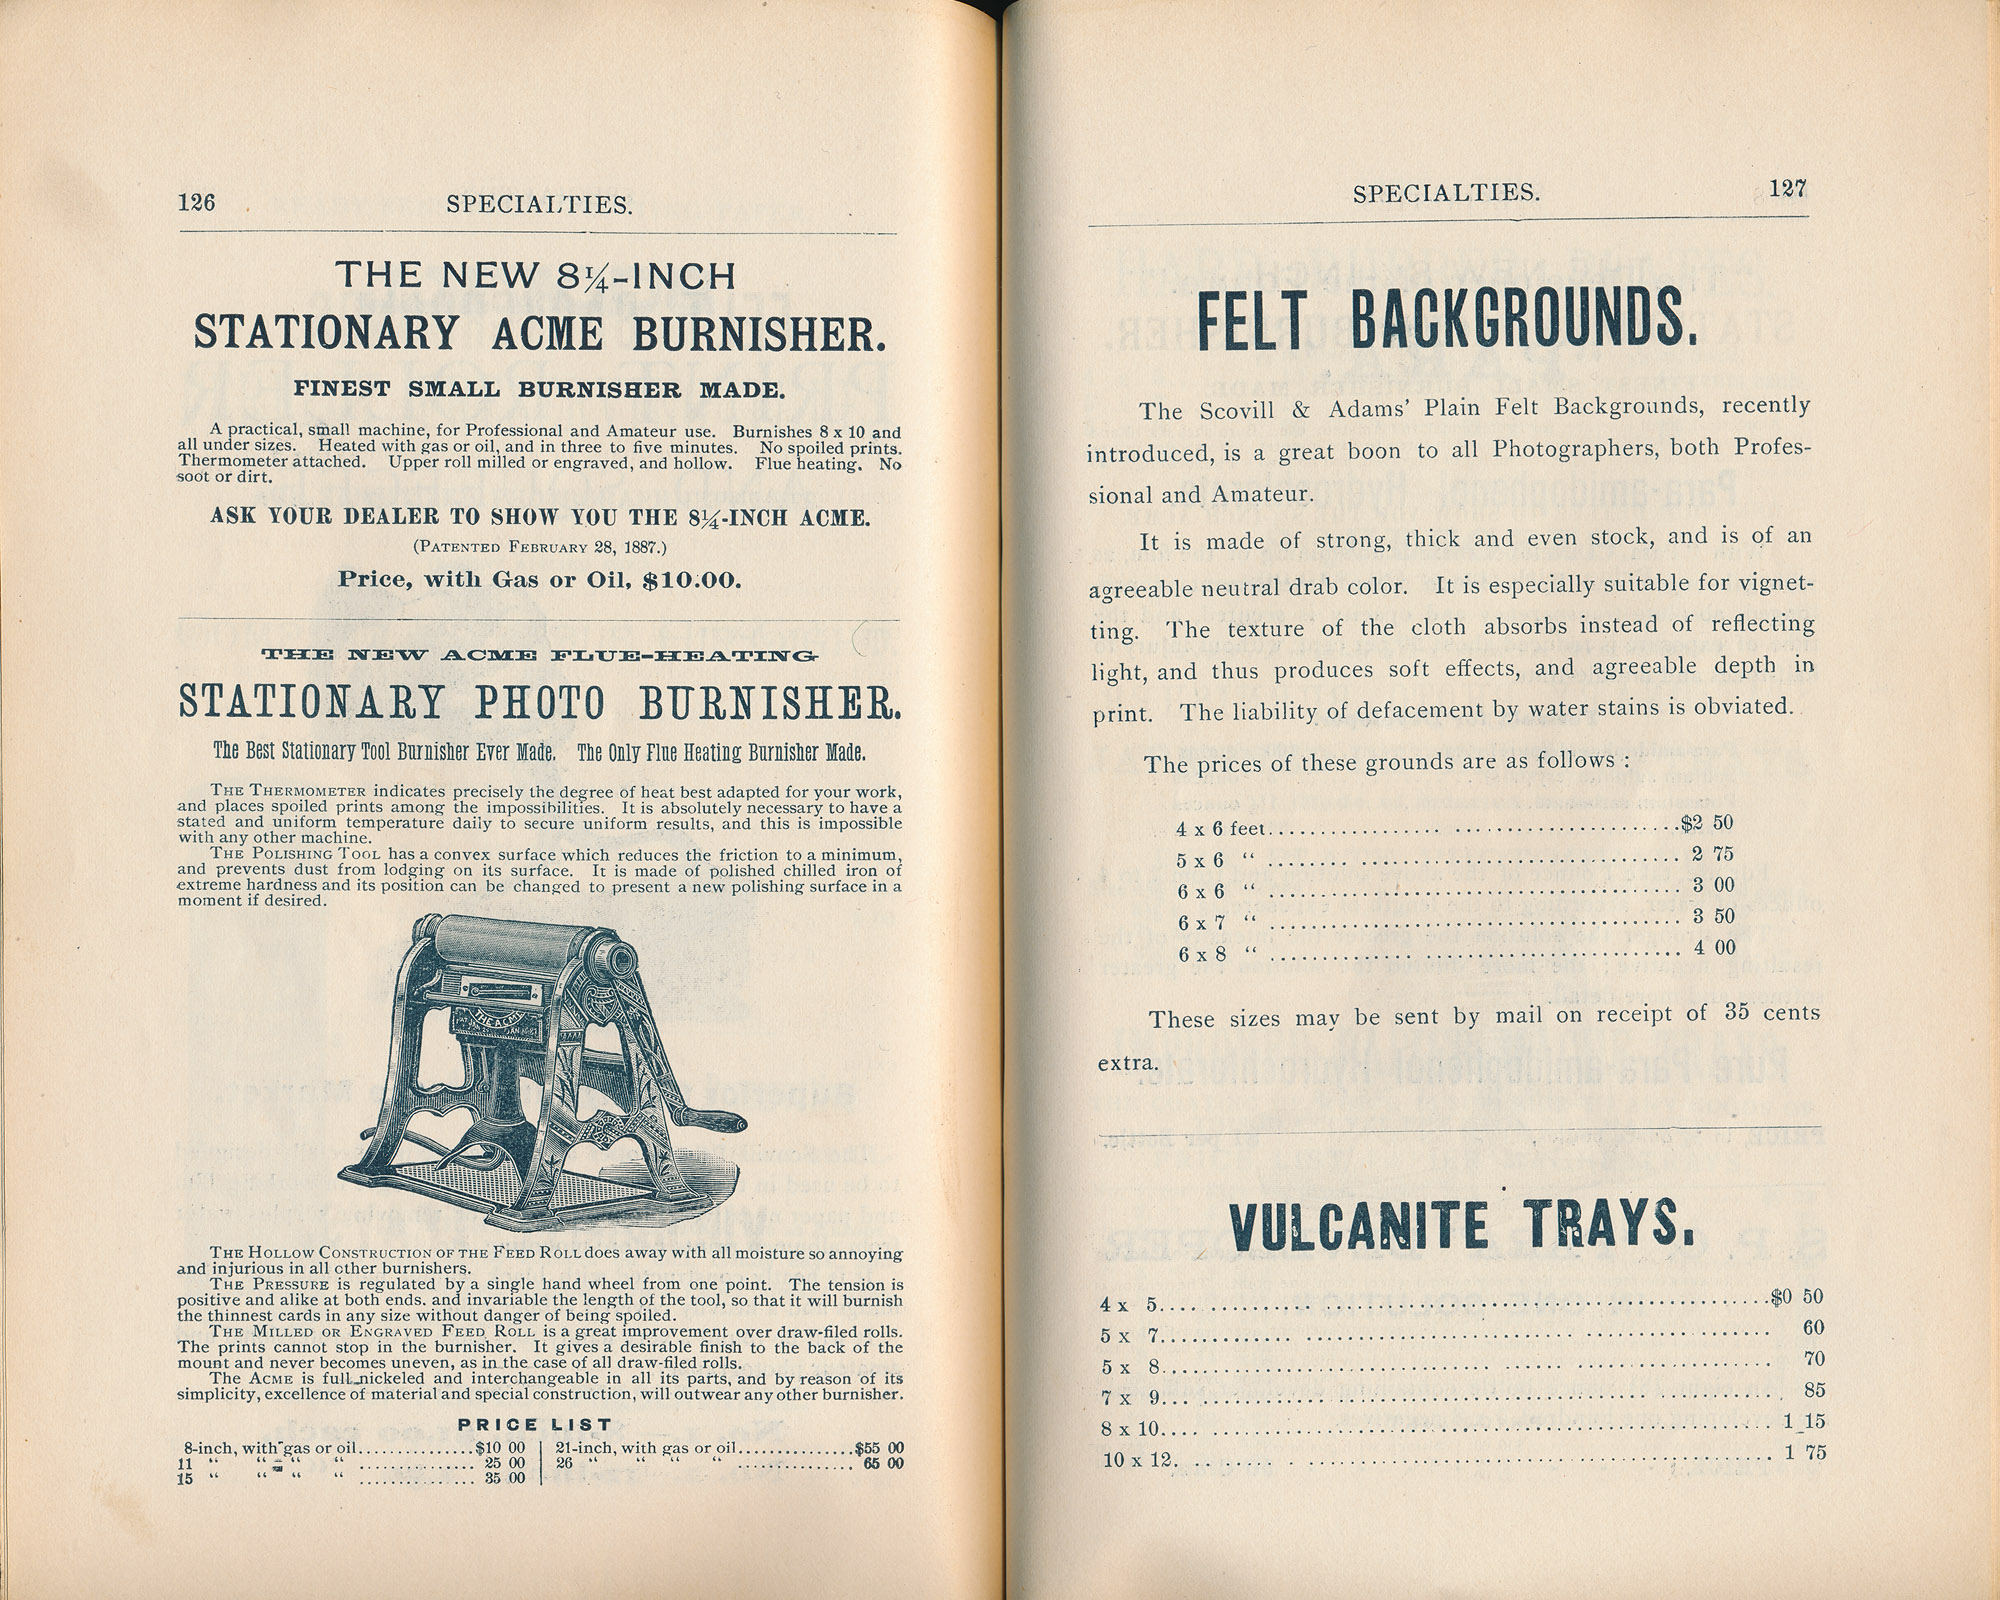 126 SPECIALTIES.
THE NEW 8¼-INCH
STATIONARY ACME BURNISHER.
FINEST SMALL BURNISHER MADE.
A practical, small machine, for Professional and Amateur use. Burnishes 8 x 10 and
all under sizes. Heated with gas or oil, and in three to five minutes. No spoiled prints.
Thermometer attached. Upper roll milled or engraved, and hollow. Flue heating. No
soot or dirt.
ASK YOUR DEALER TO SHOW YOU THE 8¼-INCH ACME.
(PATENTED FEBRUARY 28, 1887.)
Price, with Gas or Oil, $10.00.
THE NEW ACME FLUE-HEATING
STATIONARY PHOTO BURNISHER.
The Best Stationary Tool Burnisher Ever Made. The Only Flue Heating Burnisher Made.
THE THERMOMETER indicates precisely the degree of heat best adapted for your work,
and places spoiled prints among the impossibilities. It is absolutely necessary to have a
stated and uniform temperature daily to secure uniform results, and this is impossible
with any other machine.
THE POLISHING TOOL has a convex surface which reduces the friction to a minimum,
and prevents dust from lodging on its surface. It is made of polished chilled iron of
extreme hardness and its position can be changed to present a new polishing surface in a
moment if desired.
THE ACME
THE HOLLOW CONSTRUCTION OF THE FEED ROLL does away with all moisture so annoying
and injurious in all other burnishers.
THE PRESSURE is regulated by a single hand wheel from one point. The tension is
positive and alike at both ends, and invariable the length of the tool, so that it will burnish
the thinnest cards in any size without danger of being spoiled.
THE MILLED OR ENGRAVED FEED ROLL is a great improvement over draw-filed rolls.
The prints cannot stop in the burnisher. It gives a desirable finish to the back of the
mount and never becomes uneven, as in the case of all draw-filed rolls.
The ACME is full nickeled and interchangeable in all its parts, and by reason of its
simplicity, excellence of material and special construction, will outwear any other burnisher.
PRICE LIST
8-inch, with gas or oil...............$10 00 | 21-inch, with gas or oil...............$55 00
11 “ “ “ “ ............... 25 00 | 26 “ “ “ “ ............... 65 00
15 “ “ “ “ ............... 35 00
SPECIALTIES. 127
FELT BACKGROUNDS.
The Scovill & Adams’ Plain Felt Backgrounds, recently
introduced, is a great boon to all Photographers, both Profes-
sional and Amateur.
It is made of strong, thick and even stock, and is of an
agreeable neutral drab color. It is especially suitable for vignet-
ting. The texture of the cloth absorbs instead of reflecting
light, and thus produces soft effects, and agreeable depth in
print. The liability of defacement by water stains is obviated.
The prices of these grounds are as follows :
4 x 6 feet..............................$2 50
5 x 6 “ .............................. 2 75
6 x 6 “ .............................. 3 00
6 x 7 “ .............................. 3 50
6 x 8 “ .............................. 4 00
These sizes may be sent by mail on receipt of 35 cents
extra.
VULCANITE TRAYS.
4 x 5..............................$0 50
5 x 7.............................. 60
5 x 8.............................. 70
7 x 9.............................. 85
8 x 10.............................. 1 15
10 x 12.............................. 1 75